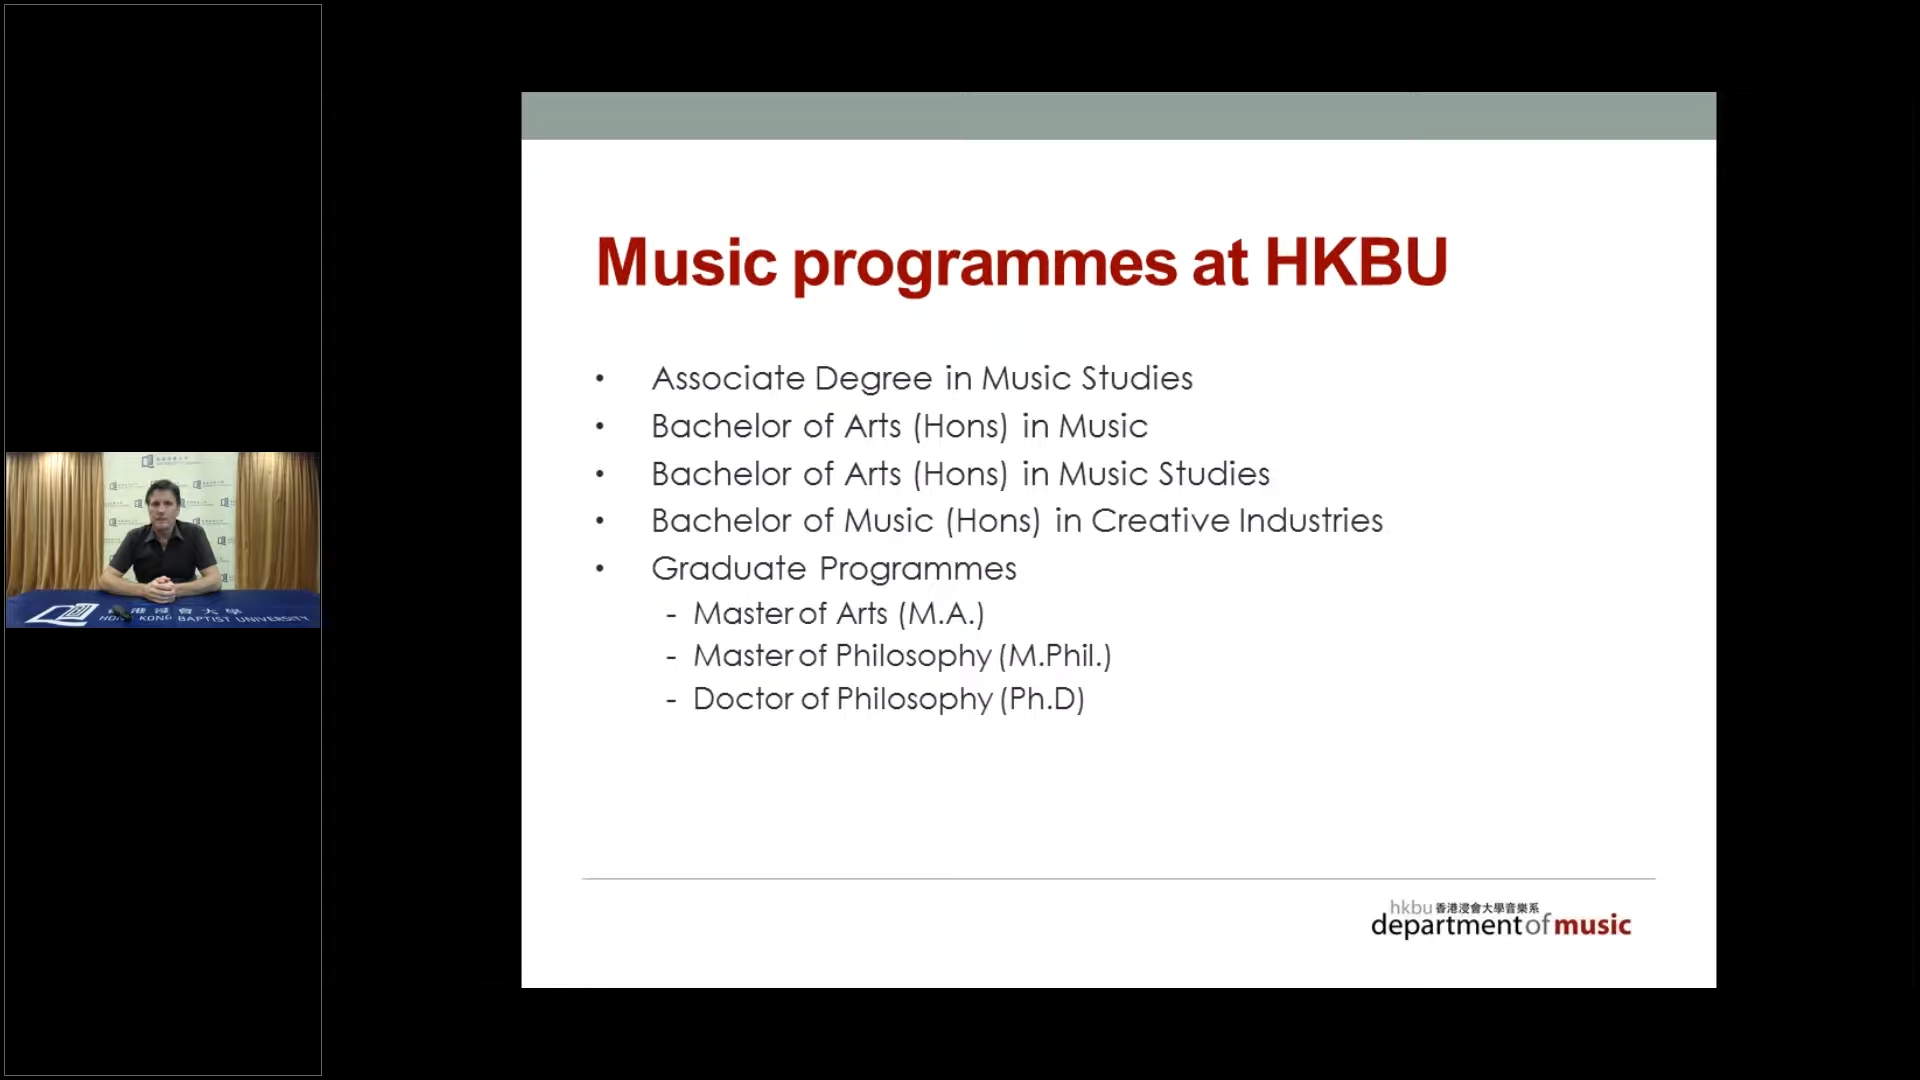 Music programmes at HKBU
• Associate Degree in Music Studies
• Bachelor of Arts (Hons) in Music
• Bachelor of Arts (Hons) in Music Studies
• Bachelor of Music (Hons) in Creative Industries
• Graduate Programmes
- Master of Arts (M.A.)
- Master of Philosophy (M.Phil.)
- Doctor of Philosophy (Ph.D)
hkbu 香港浸會大學音樂系
departmentofmusic
香港浸會大學
HONG KONG BAPTIST UNIVERSITY